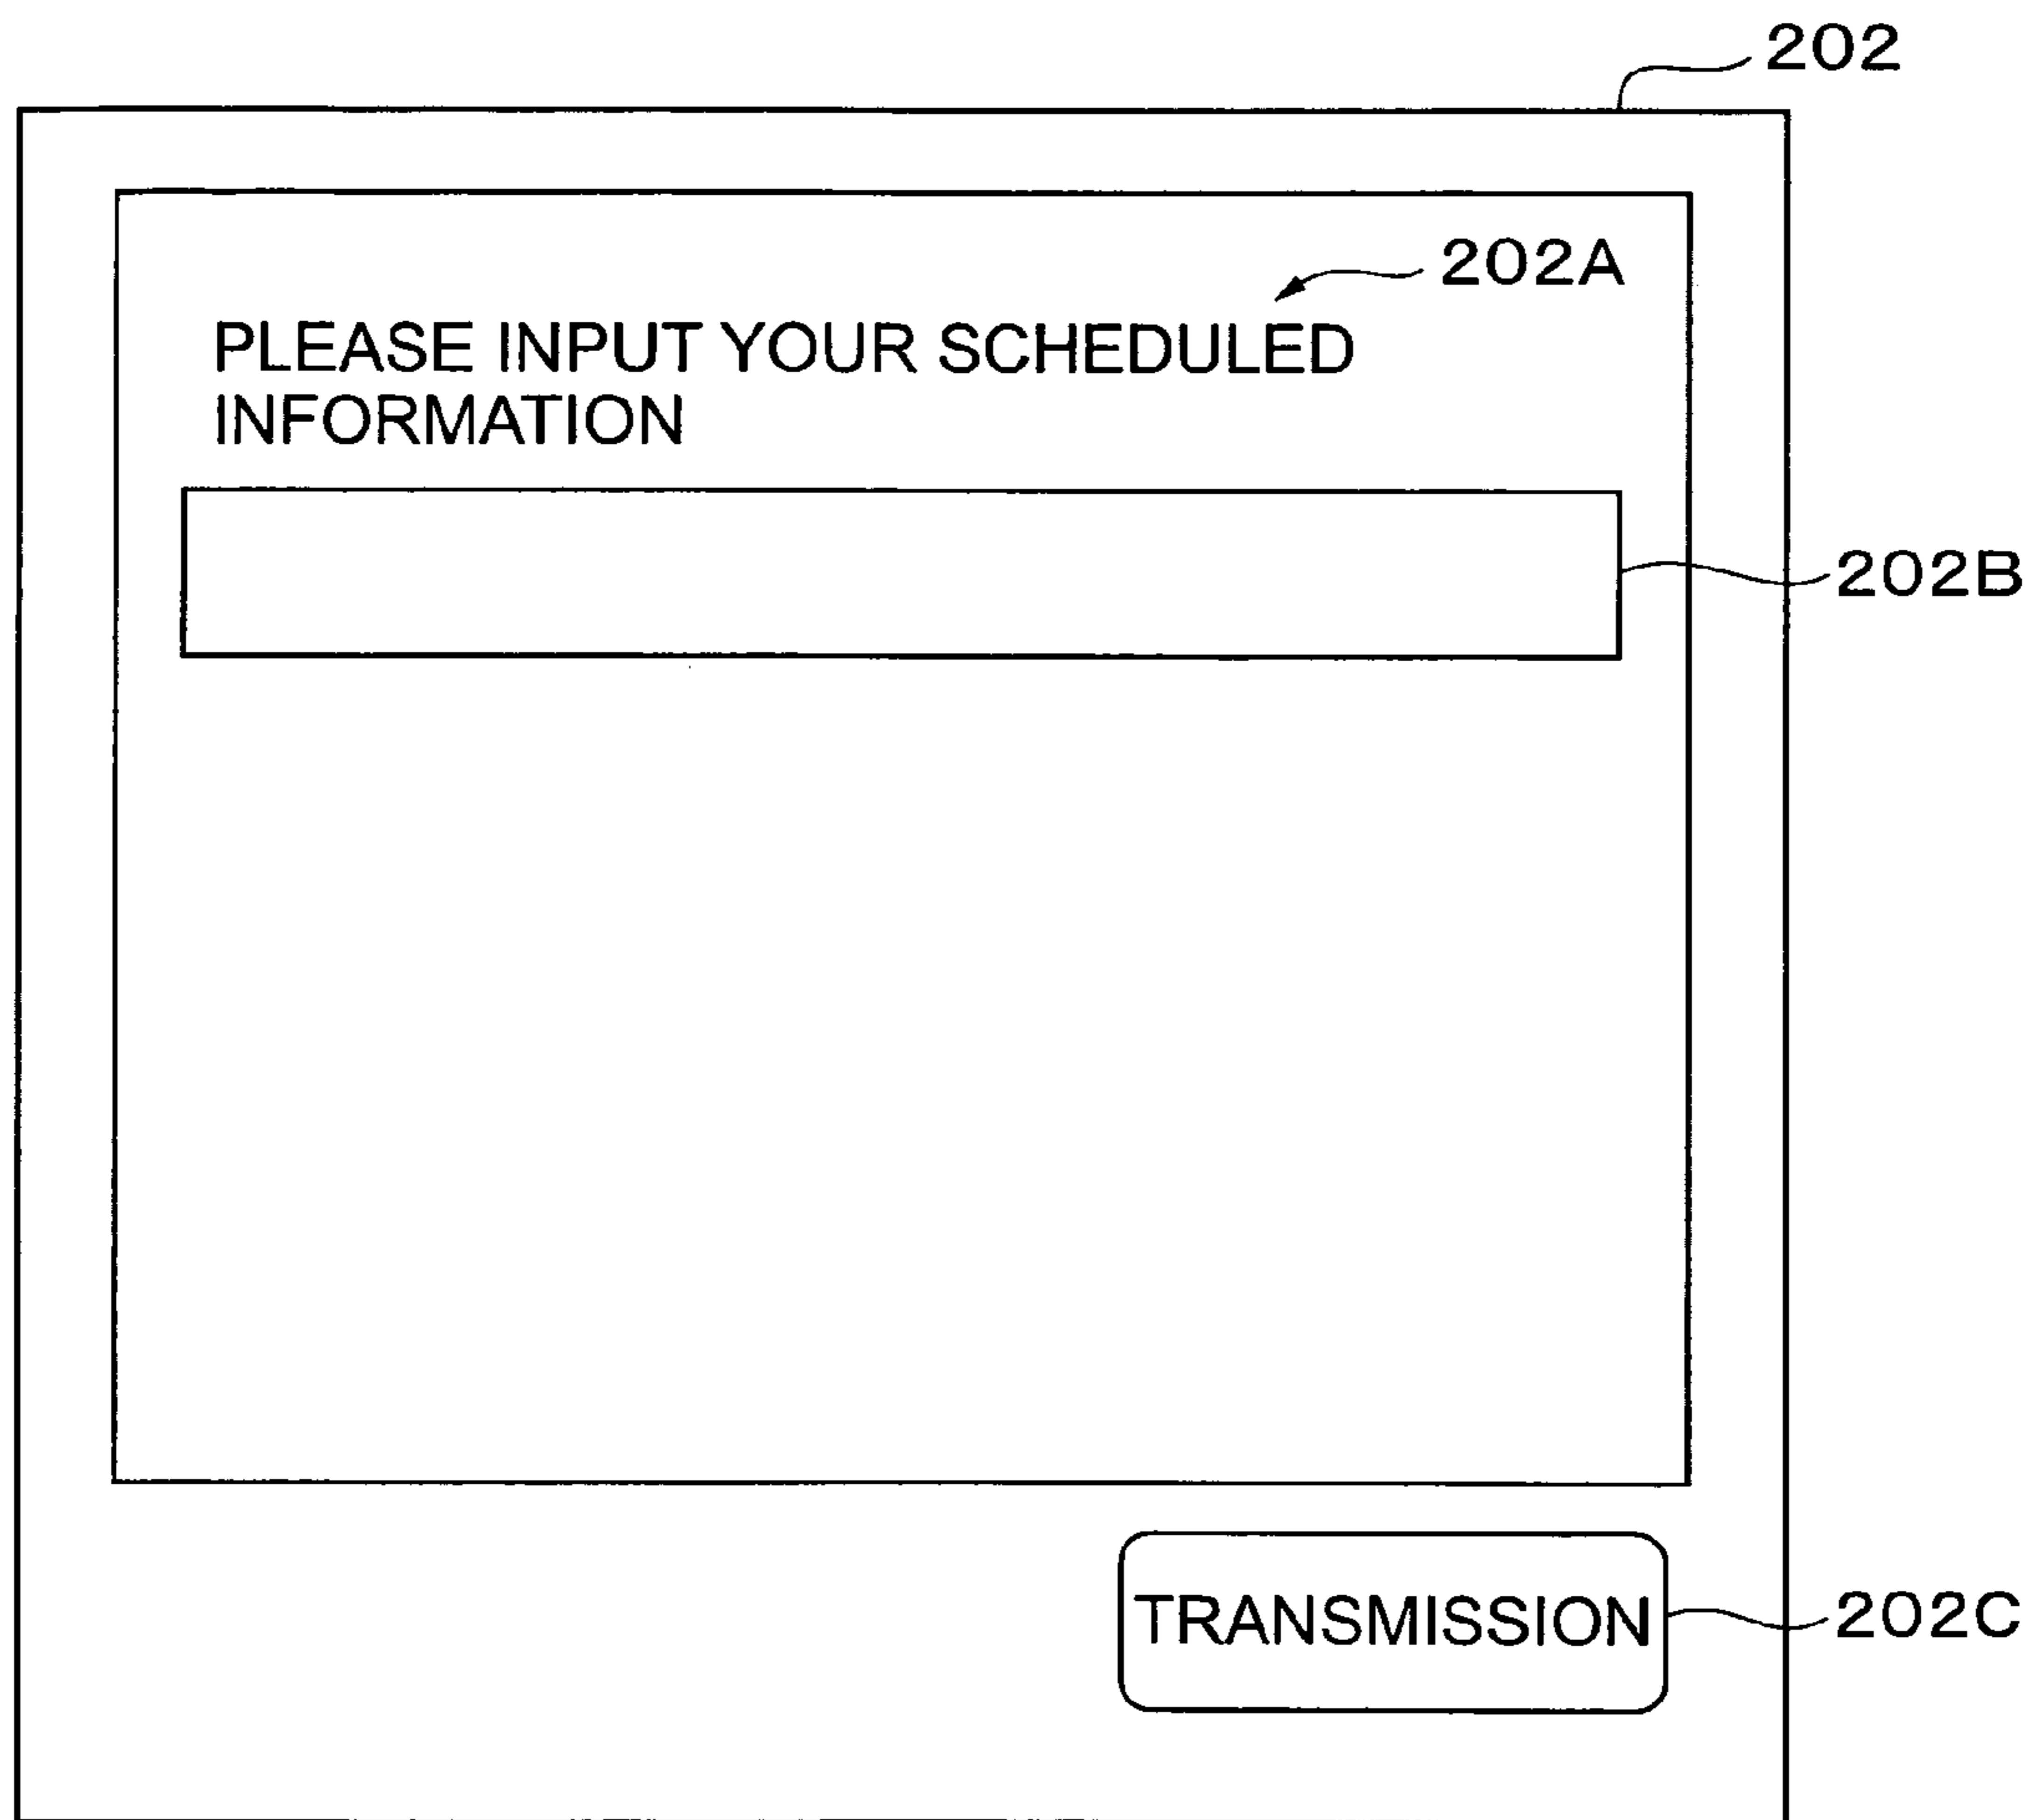 202
202A
PLEASE INPUT YOUR SCHEDULED
INFORMATION
202B
TRANSMISSION
202C